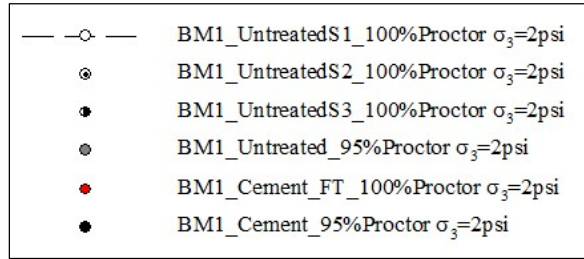 BM1_UntreatedS1_100%Proctor σ₃=2psi
BM1_UntreatedS2_100%Proctor σ₃=2psi
BM1_UntreatedS3_100%Proctor σ₃=2psi
BM1_Untreated_95%Proctor σ₃=2psi
BM1_Cement_FT_100%Proctor σ₃=2psi
BM1_Cement_95%Proctor σ₃=2psi